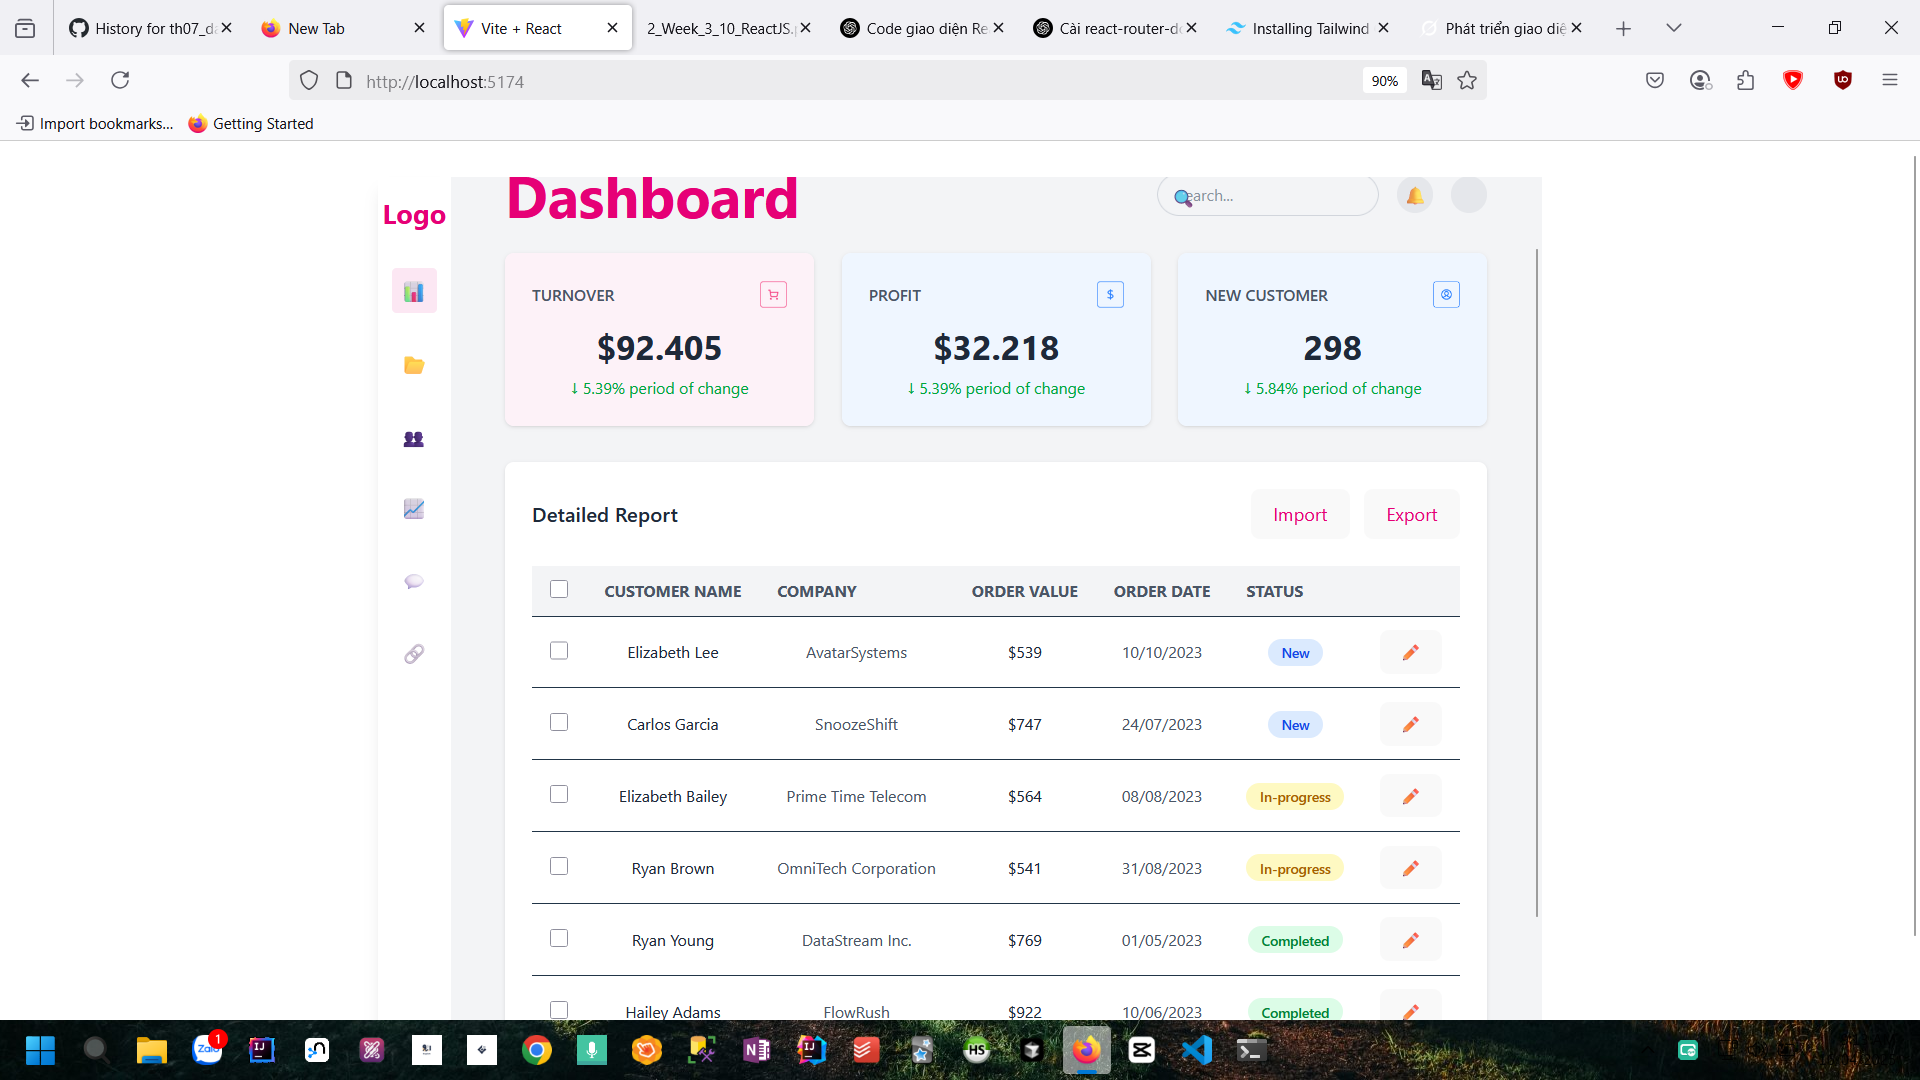 History for th07_da
New Tab
Vite + React
2_Week_3_10_ReactJS.p
Code giao diện Re
Cài react-router-do
Installing Tailwind
Phát triển giao diệ
http://localhost:5174
90%
Import bookmarks...
Getting Started
Logo
Dashboard
earch...
TURNOVER
$92.405
↓ 5.39% period of change
PROFIT
$
$32.218
↓ 5.39% period of change
NEW CUSTOMER
298
↓ 5.84% period of change
Detailed Report
Import
Export
CUSTOMER NAME COMPANY ORDER VALUE ORDER DATE STATUS
Elizabeth Lee AvatarSystems $539 10/10/2023 New
Carlos Garcia SnoozeShift $747 24/07/2023 New
Elizabeth Bailey Prime Time Telecom $564 08/08/2023 In-progress
Ryan Brown OmniTech Corporation $541 31/08/2023 In-progress
Ryan Young DataStream Inc. $769 01/05/2023 Completed
Hailey Adams FlowRush $922 10/06/2023 Completed
Zalo
1
IJ
N
IJ
HS